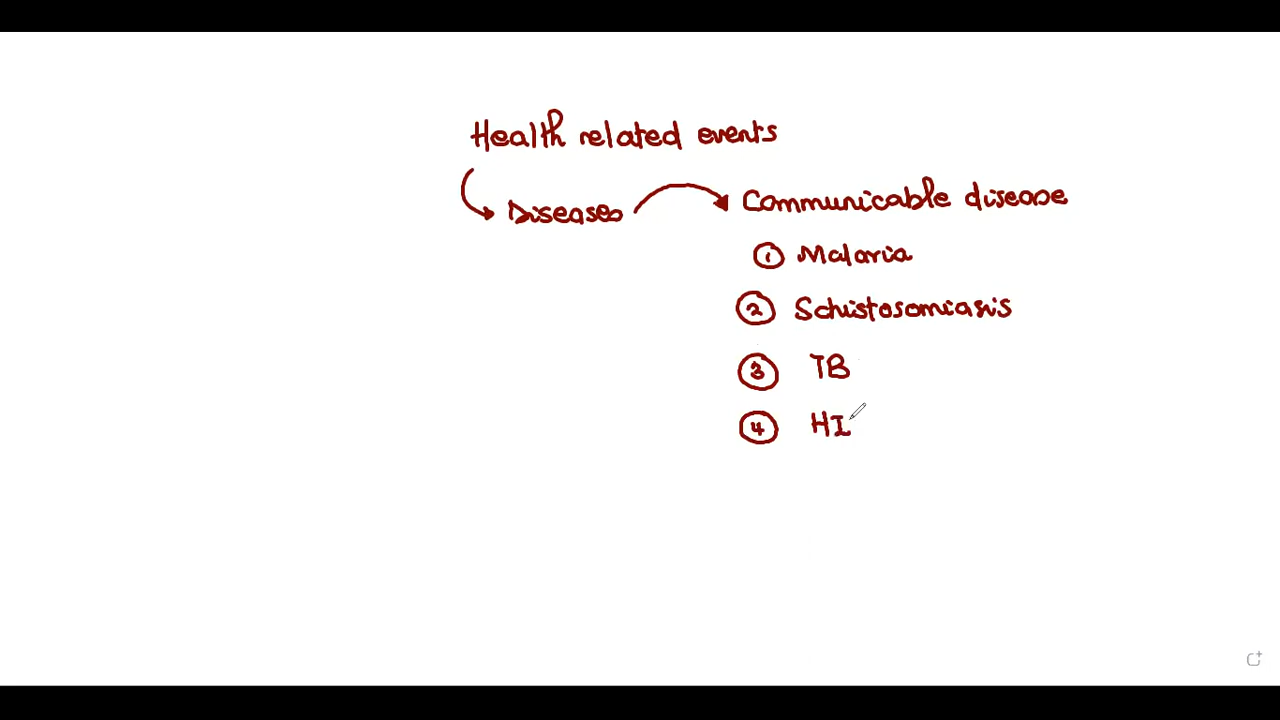 Health related events
Diseases
Communicable disease
1 Malaria
2 Schistosomiasis
3 TB
4 HI